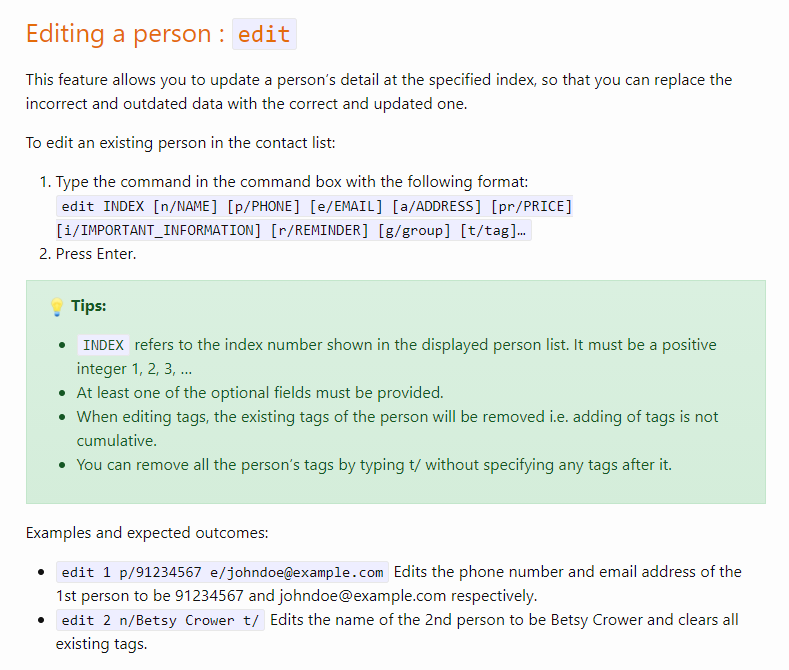 Editing a person : edit
This feature allows you to update a person's detail at the specified index, so that you can replace the
incorrect and outdated data with the correct and updated one.
To edit an existing person in the contact list:
1. Type the command in the command box with the following format:
edit INDEX [n/NAME] [p/PHONE] [e/EMAIL] [a/ADDRESS] [pr/PRICE]
[i/IMPORTANT_INFORMATION] [r/REMINDER] [g/group] [t/tag]…
2. Press Enter.
💡 Tips:
• INDEX refers to the index number shown in the displayed person list. It must be a positive
integer 1, 2, 3, …
• At least one of the optional fields must be provided.
• When editing tags, the existing tags of the person will be removed i.e. adding of tags is not
cumulative.
• You can remove all the person's tags by typing t/ without specifying any tags after it.
Examples and expected outcomes:
• edit 1 p/91234567 e/johndoe@example.com Edits the phone number and email address of the
1st person to be 91234567 and johndoe@example.com respectively.
• edit 2 n/Betsy Crower t/ Edits the name of the 2nd person to be Betsy Crower and clears all
existing tags.